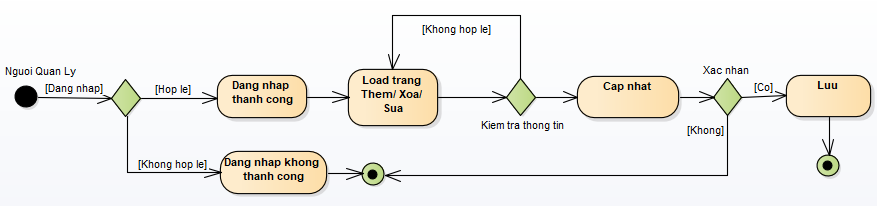 [Khong hop le]
Nguoi Quan Ly
[Dang nhap]
[Hop le]
Dang nhap
thanh cong
Load trang
Them/ Xoa/
Sua
Kiem tra thong tin
Cap nhat
Xac nhan
[Co]
Luu
[Khong]
[Khong hop le]
Dang nhap khong
thanh cong